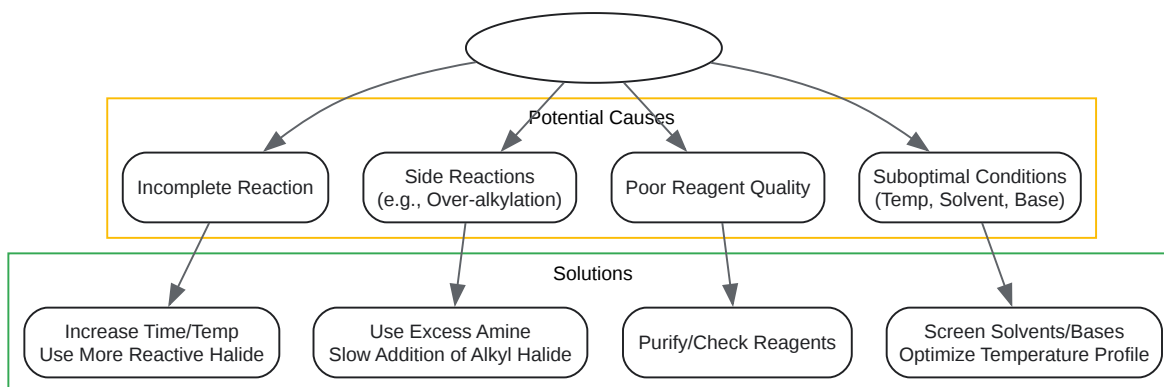 Potential Causes
Incomplete Reaction
Side Reactions
(e.g., Over-alkylation)
Poor Reagent Quality
Suboptimal Conditions
(Temp, Solvent, Base)
Solutions
Increase Time/Temp
Use More Reactive Halide
Use Excess Amine
Slow Addition of Alkyl Halide
Purify/Check Reagents
Screen Solvents/Bases
Optimize Temperature Profile